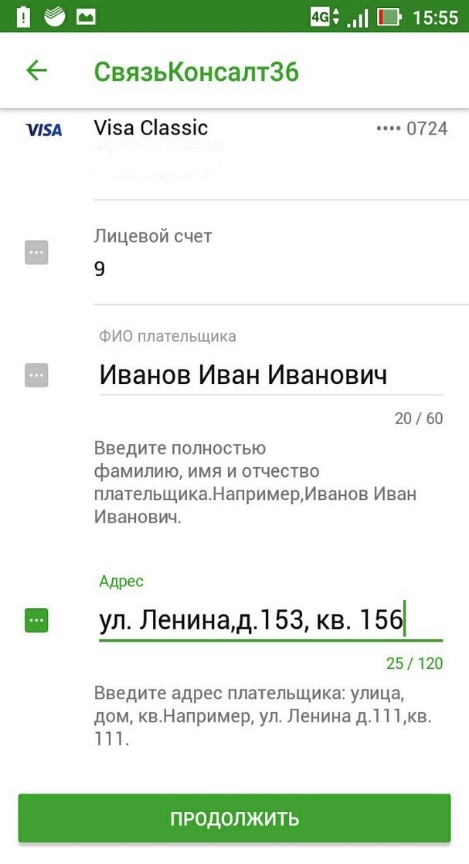 4G 15:55
СвязьКонсалт36
VISA Visa Classic •••• 0724
Лицевой счет
9
ФИО плательщика
Иванов Иван Иванович
20 / 60
Введите полностью
фамилию, имя и отчество
плательщика.Например,Иванов Иван
Иванович.
Адрес
ул. Ленина,д.153, кв. 156
25 / 120
Введите адрес плательщика: улица,
дом, кв.Например, ул. Ленина д.111,кв.
111.
ПРОДОЛЖИТЬ